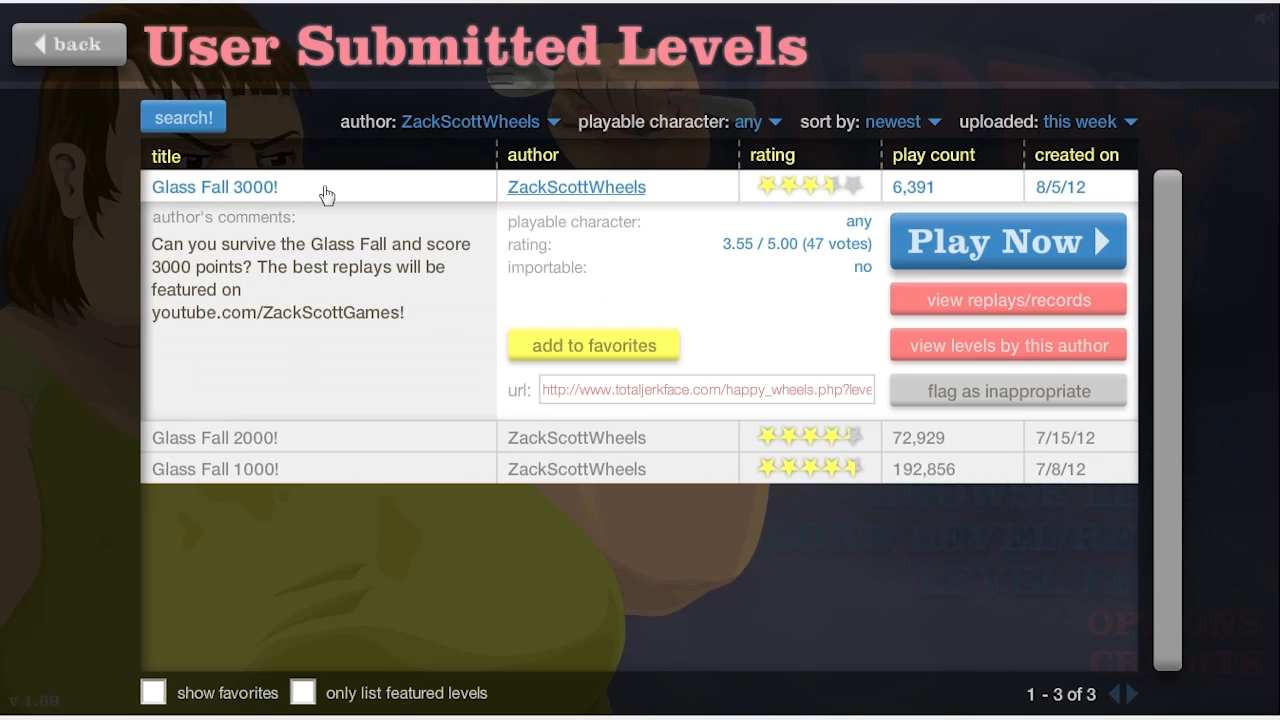 back
User Submitted Levels
search!
author: ZackScottWheels playable character: any sort by: newest uploaded: this week
title author rating play count created on
Glass Fall 3000! ZackScottWheels 6,391 8/5/12
author's comments:
Can you survive the Glass Fall and score
3000 points? The best replays will be
featured on
youtube.com/ZackScottGames!
playable character: any
rating: 3.55 / 5.00 (47 votes)
importable: no
add to favorites
url: http://www.totaljerkface.com/happy_wheels.php?leve
Play Now
view replays/records
view levels by this author
flag as inappropriate
Glass Fall 2000! ZackScottWheels 72,929 7/15/12
Glass Fall 1000! ZackScottWheels 192,856 7/8/12
OPTIONS
CREDITS
show favorites only list featured levels
1 - 3 of 3
v 1.69